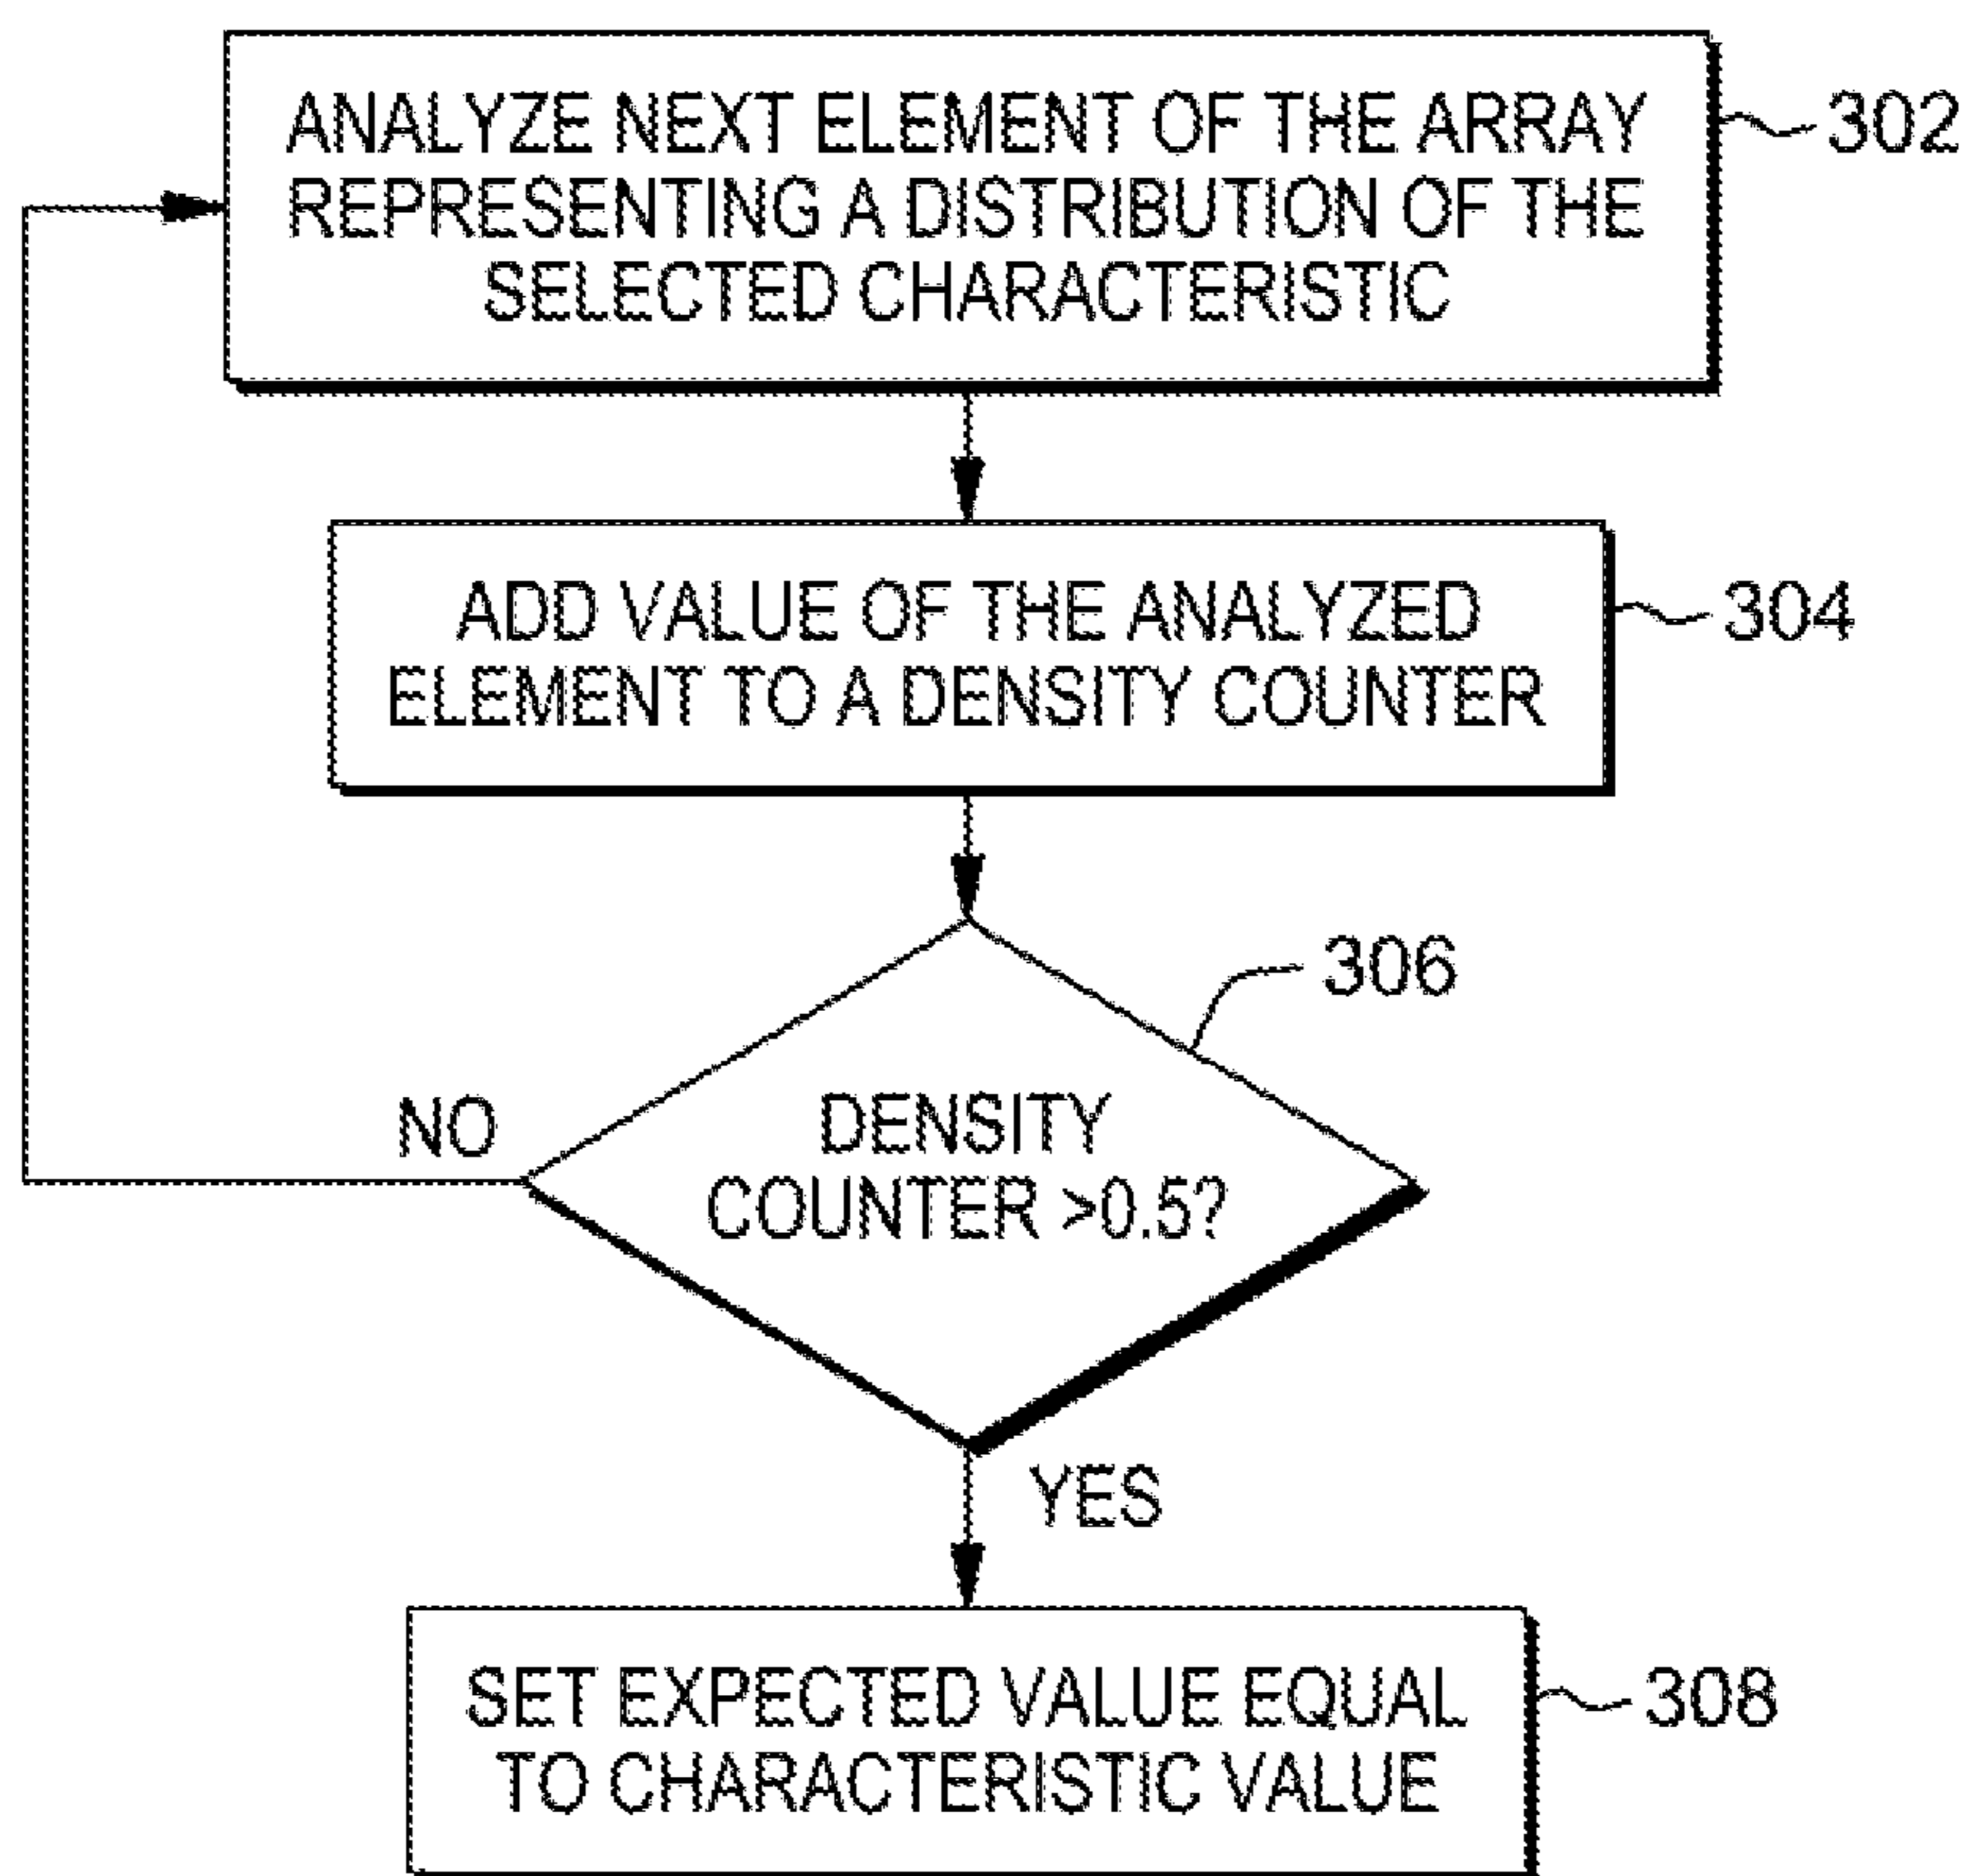 ANALYZE NEXT ELEMENT OF THE ARRAY
REPRESENTING A DISTRIBUTION OF THE
SELECTED CHARACTERISTIC
302
ADD VALUE OF THE ANALYZED
ELEMENT TO A DENSITY COUNTER
304
306
DENSITY
COUNTER >0.5?
NO
YES
SET EXPECTED VALUE EQUAL
TO CHARACTERISTIC VALUE
308